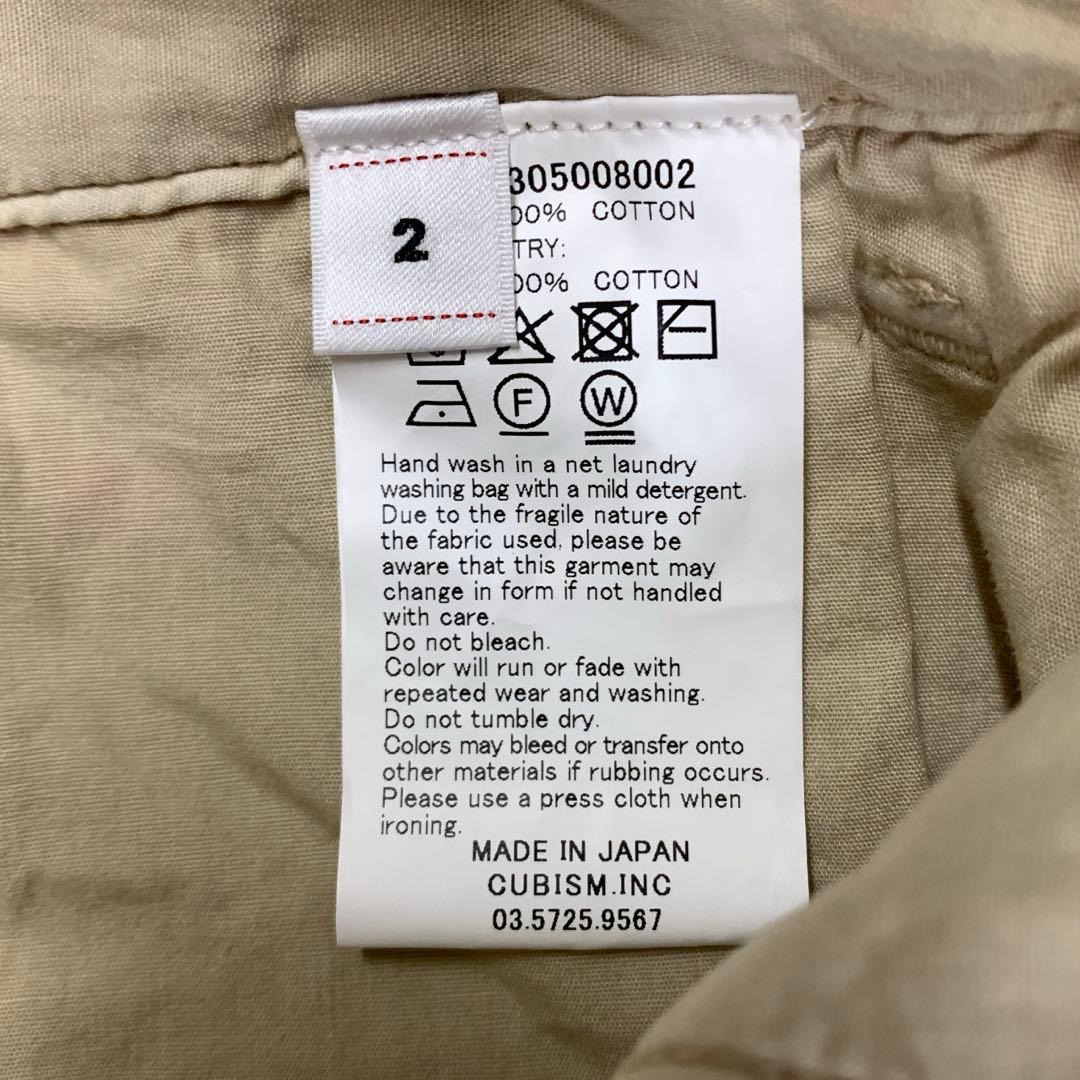 2
305008002
00% COTTON
TRY:
00% COTTON
F W
Hand wash in a net laundry
washing bag with a mild detergent.
Due to the fragile nature of
the fabric used, please be
aware that this garment may
change in form if not handled
with care.
Do not bleach.
Color will run or fade with
repeated wear and washing.
Do not tumble dry.
Colors may bleed or transfer onto
other materials if rubbing occurs.
Please use a press cloth when
ironing.
MADE IN JAPAN
CUBISM.INC
03.5725.9567